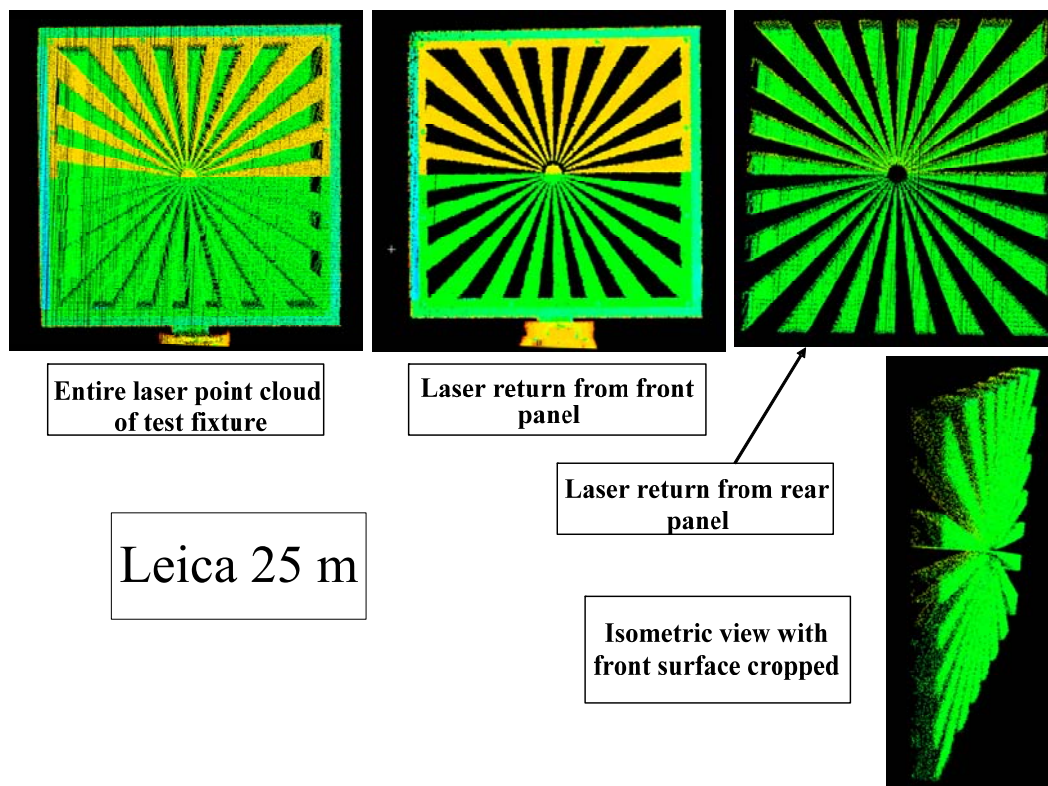 Entire laser point cloud
of test fixture
Laser return from front
panel
Laser return from rear
panel
Leica 25 m
Isometric view with
front surface cropped